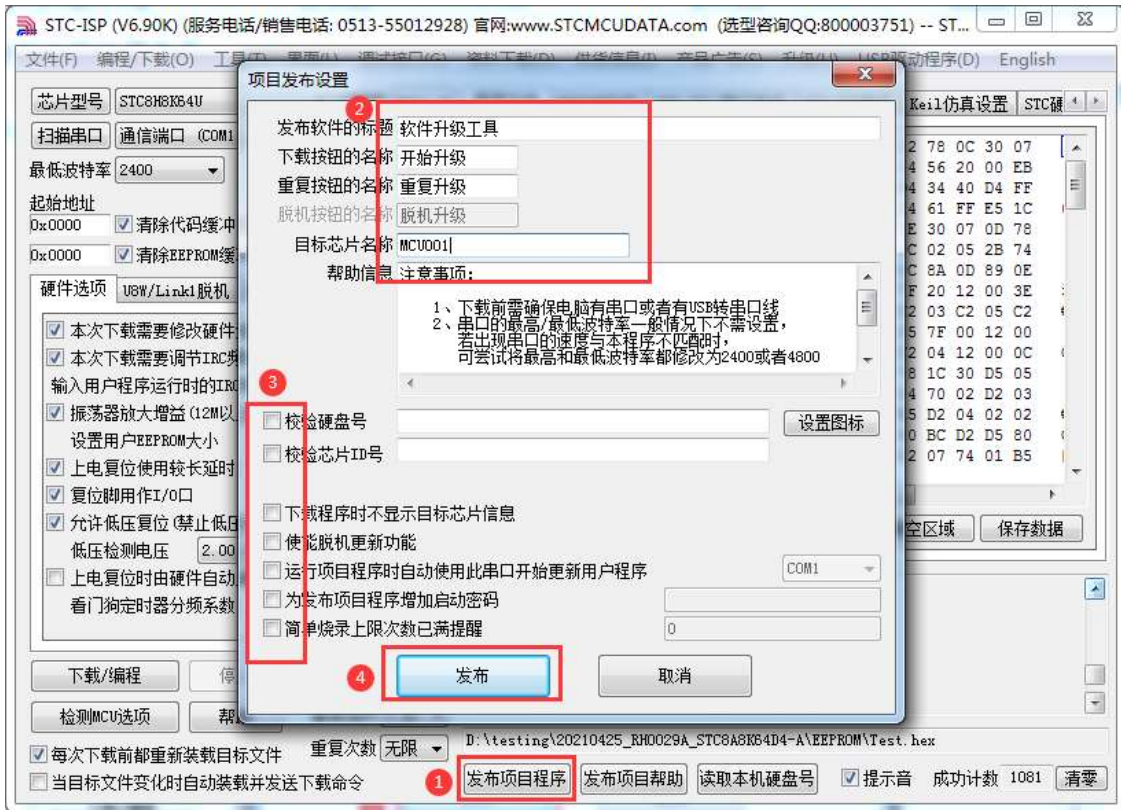 STC-ISP (V6.90K) (服务电话/销售电话: 0513-55012928) 官网:www.STCMCUDATA.com (选型咨询QQ:800003751) -- ST...
文件(F) 编程/下载(O)
USB驱动程序(D) English
项目发布设置
芯片型号 STC8H8K64U
Keil仿真设置
扫描串口 通信端口 (COM1
最低波特率 2400
起始地址
0x0000 清除代码缓冲
0x0000 清除EEPROM缓
硬件选项 U8W/Link1脱机
本次下载需要修改硬件
本次下载需要调节IRC频
输入用户程序运行时的IRC
振荡器放大增益(12M以
设置用户EEPROM大小
上电复位使用较长延时
复位脚用作I/O口
允许低压复位(禁止低压
低压检测电压 2.00
上电复位时由硬件自动
看门狗定时器分频系数
下载/编程
检测MCU选项
每次下载前都重新装载目标文件
当目标文件变化时自动装载并发送下载命令
2
发布软件的标题 软件升级工具
下载按钮的名称 开始升级
重复按钮的名称 重复升级
脱机按钮的名称 脱机升级
目标芯片名称 MCU001
帮助信息 注意事项:
1、下载前需确保电脑有串口或者有USB转串口线
2、串口的最高/最低波特率一般情况下不需设置,
若出现串口的速度与本程序不匹配时,
可尝试将最高和最低波特率都修改为2400或者4800
3
校验硬盘号 设置图标
校验芯片ID号
下载程序时不显示目标芯片信息
使能脱机更新功能
运行项目程序时自动使用此串口开始更新用户程序 COM1
为发布项目程序增加启动密码
简单烧录上限次数已满提醒 0
4 发布 取消
78 0C 30 07
56 20 00 EB
34 40 D4 FF
61 FF E5 1C
30 07 0D 78
02 05 2B 74
8A 0D 89 0E
20 12 00 3E
03 C2 05 C2
7F 00 12 00
04 12 00 0C
1C 30 D5 05
70 02 D2 03
D2 04 02 02
BC D2 D5 80
07 74 01 B5
空区域 保存数据
重复次数 无限
D:\testing\20210425_RH0029A_STC8A8K64D4-A\EEPROM\Test.hex
1 发布项目程序 发布项目帮助 读取本机硬盘号 提示音 成功计数 1081 清零